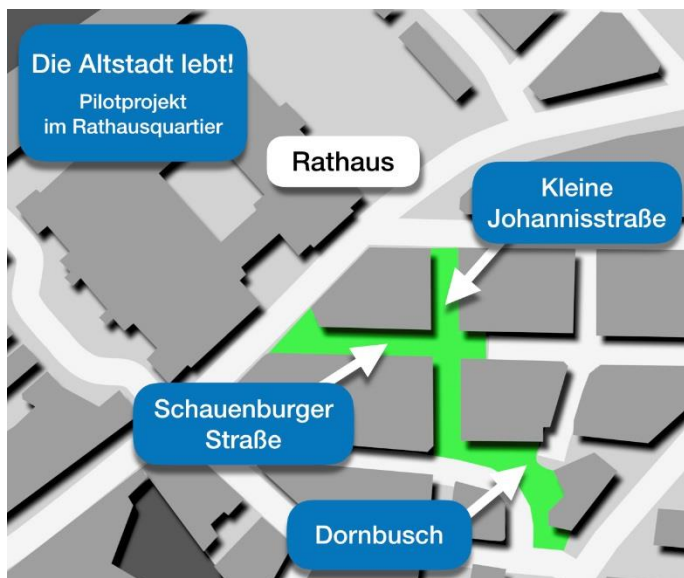 Die Altstadt lebt!
Pilotprojekt
im Rathausquartier
Rathaus
Kleine
Johannisstraße
Schauenburger
Straße
Dornbusch